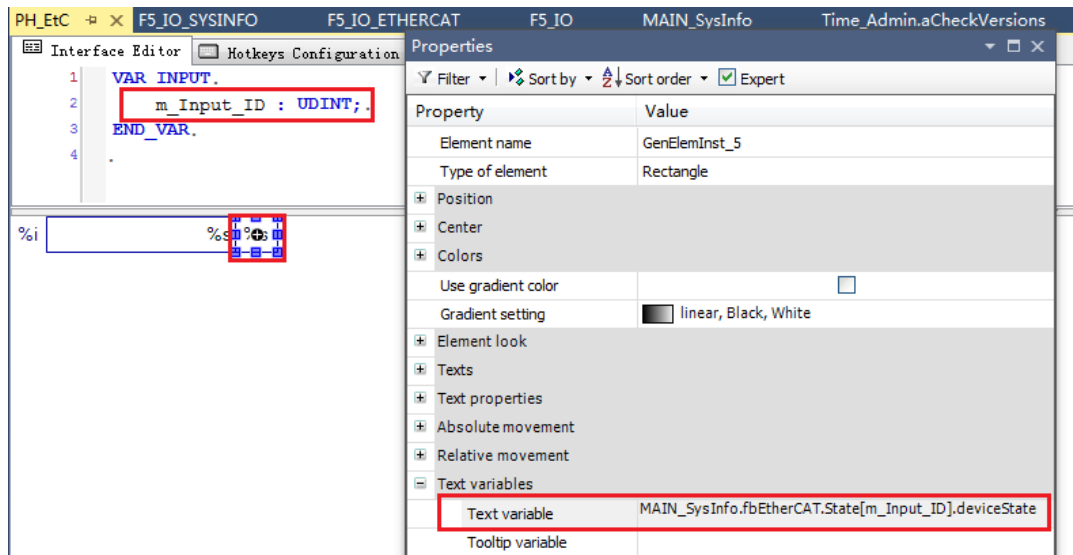 PH_EtC F5_IO_SYSINFO F5_IO_ETHERCAT F5_IO MAIN_SysInfo Time_Admin.aCheckVersions
Interface Editor Hotkeys Configuration
1 VAR INPUT.
2 m_Input_ID : UDINT;.
3 END_VAR.
4 .
%i %s
Properties
Filter Sort by Sort order Expert
Property Value
Element name GenElemInst_5
Type of element Rectangle
Position
Center
Colors
Use gradient color
Gradient setting linear, Black, White
Element look
Texts
Text properties
Absolute movement
Relative movement
Text variables
Text variable MAIN_SysInfo.fbEtherCAT.State[m_Input_ID].deviceState
Tooltip variable